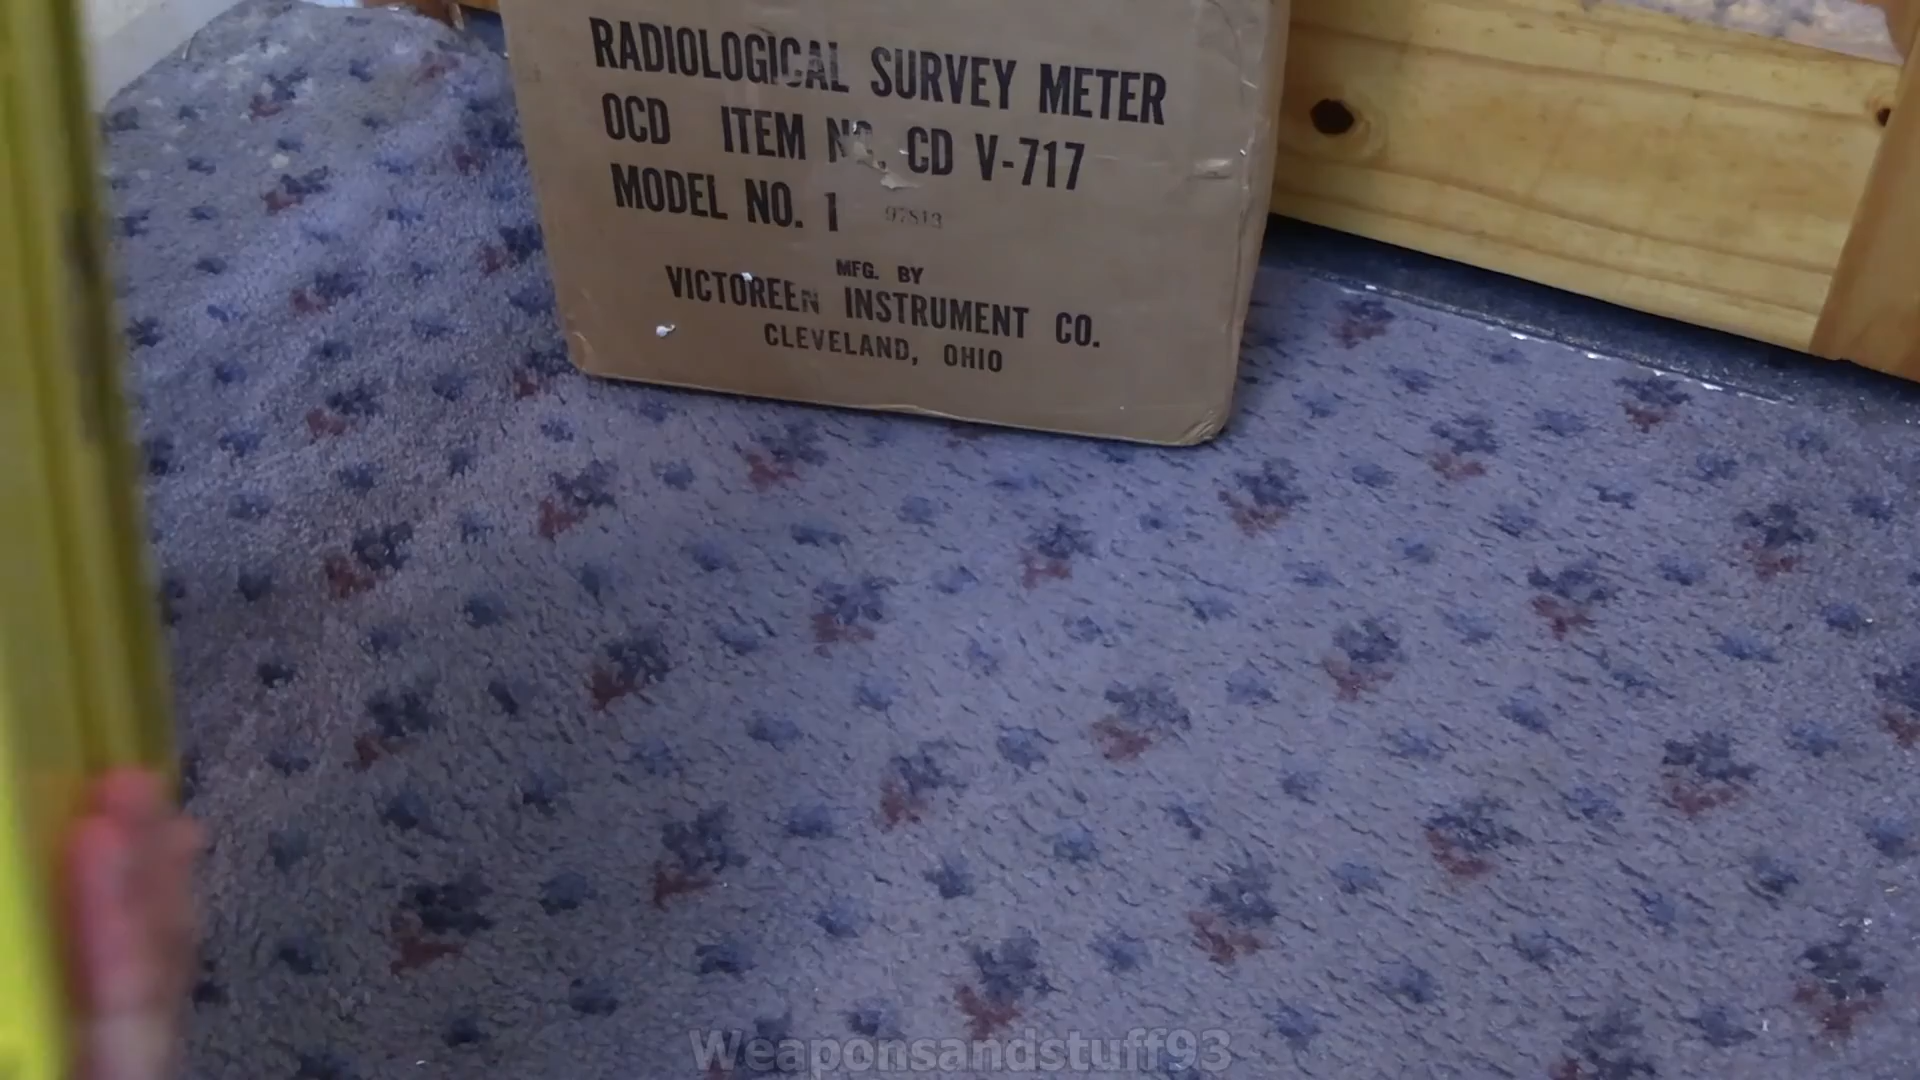 RADIOLOGICAL SURVEY METER
OCD ITEM NO. CD V-717
MODEL NO. 1 97813
MFG. BY
VICTOREEN INSTRUMENT CO.
CLEVELAND, OHIO
Weaponsandstuff93